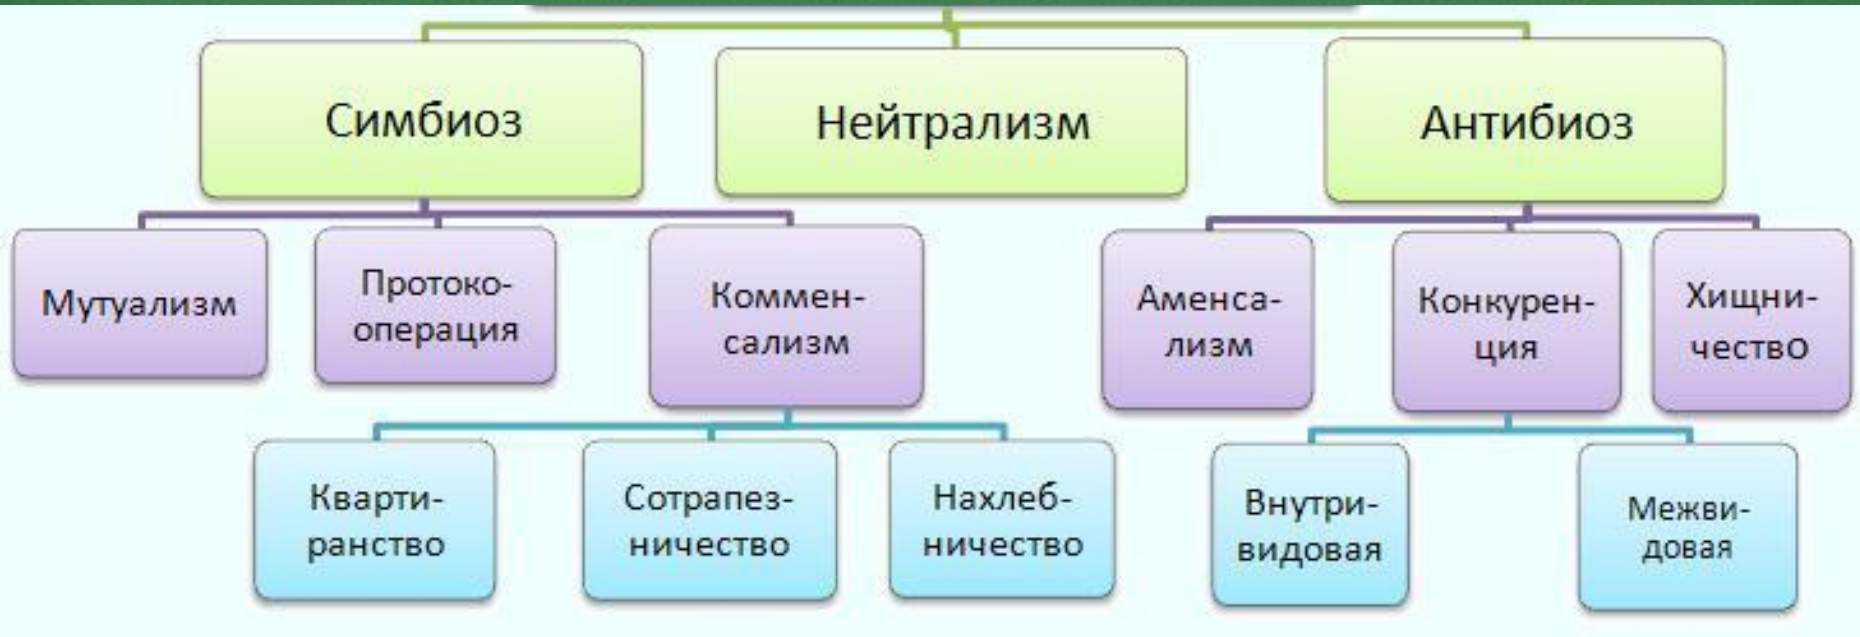 Симбиоз
Нейтрализм
Антибиоз
Мутуализм
Протоко-
операция
Коммен-
сализм
Аменса-
лизм
Конкурен-
ция
Хищни-
чество
Кварти-
ранство
Сотрапез-
ничество
Нахлеб-
ничество
Внутри-
видовая
Межви-
довая